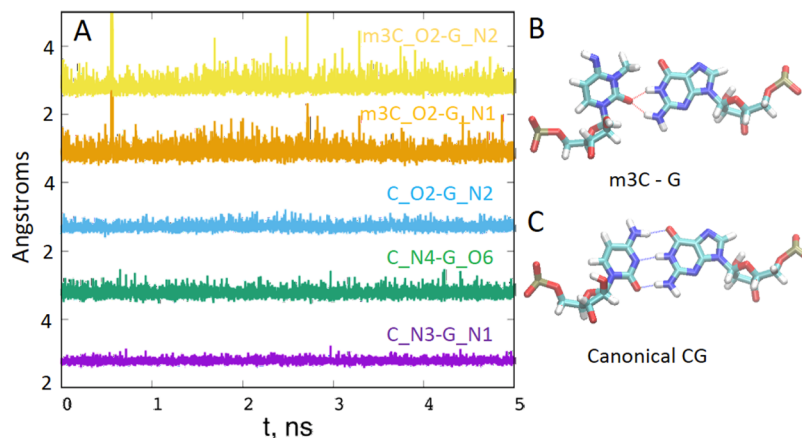 A
m3C_O2-G_N2
4
2
m3C_O2-G_N1
4
C_O2-G_N2
2
C_N4-G_O6
4
C_N3-G_N1
2
Angstroms
0 1 2 3 4 5
t, ns
B
m3C - G
C
Canonical CG